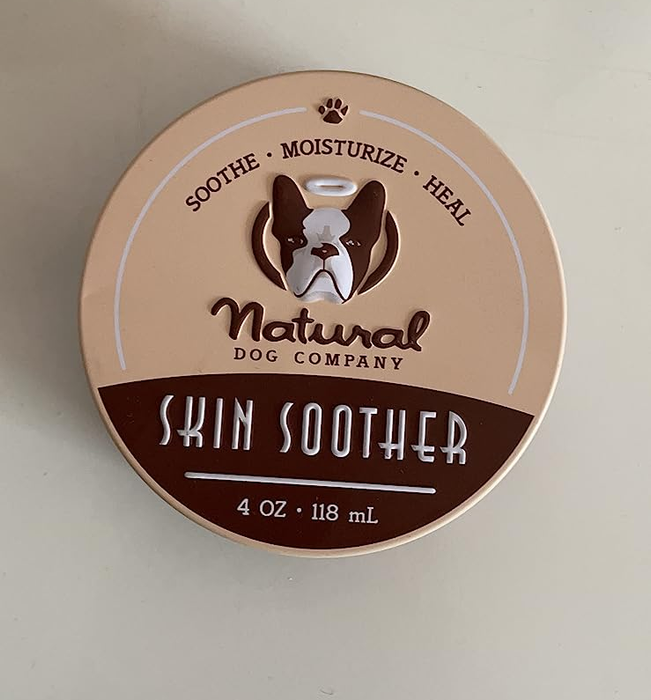 SOOTHE · MOISTURIZE · HEAL
Natural
DOG COMPANY
SKIN SOOTHER
4 OZ · 118 mL